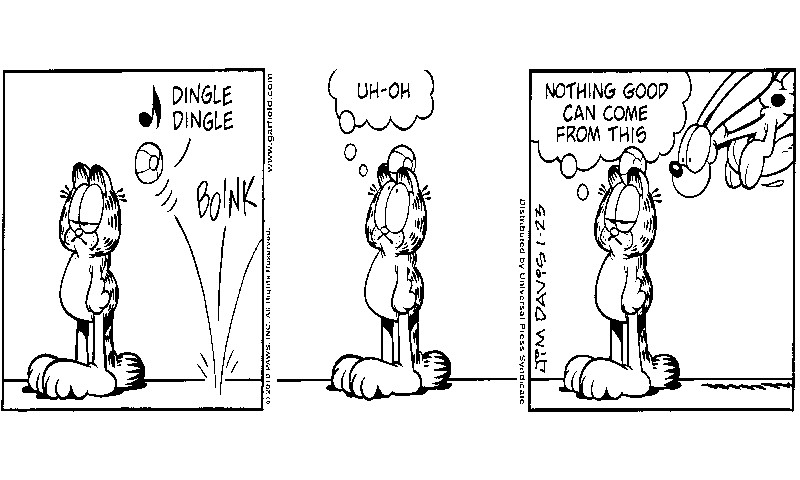 DINGLE
DINGLE
BOINK
www.garfield.com
© 2010 PAWS, INC. All Rights Reserved.
UH-OH
NOTHING GOOD
CAN COME
FROM THIS
Distributed by Universal Press Syndicate
JIM DAVIS 1-23